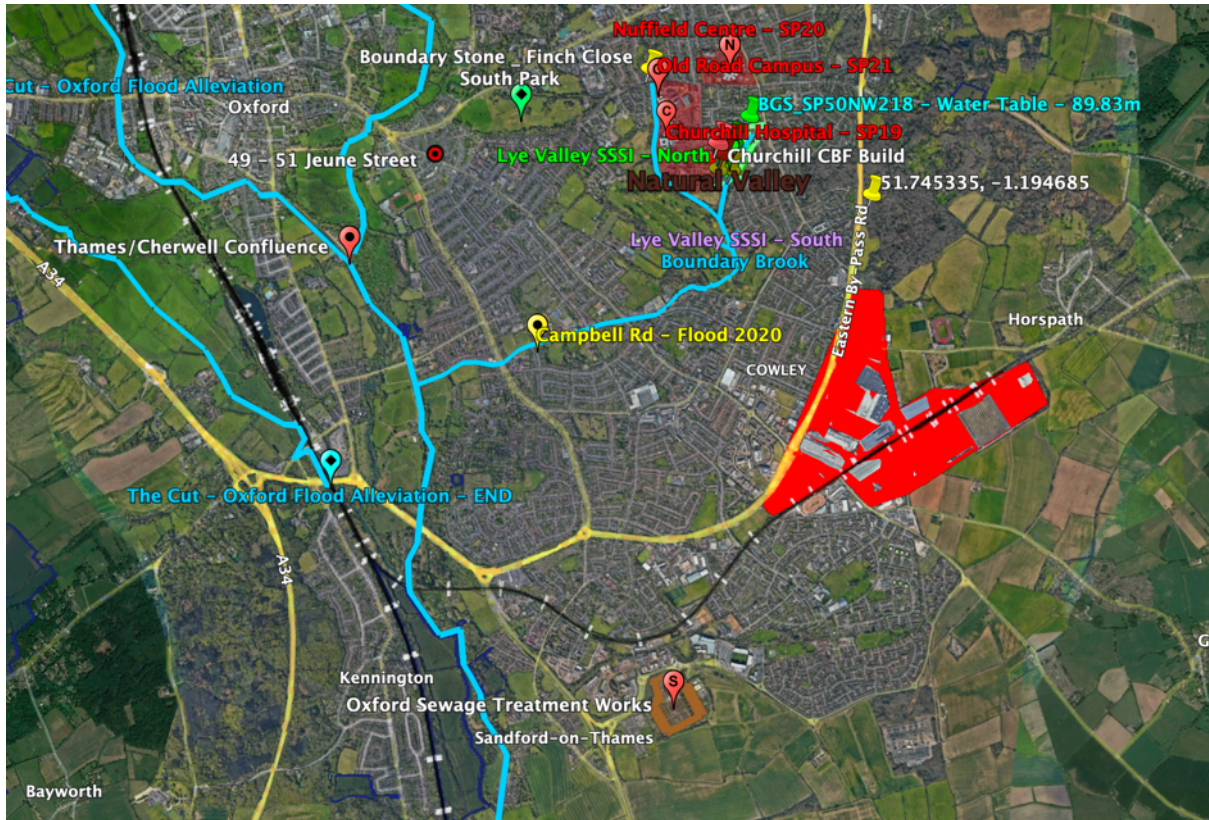 Nuffield Centre - SP20
N
Boundary Stone _ Finch Close
South Park
Old Road Campus - SP21
Cut - Oxford Flood Alleviation
Oxford
BGS_SP50NW218 - Water Table - 89.83m
C
Churchill Hospital - SP19
49 - 51 Jeune Street
Lye Valley SSSI - North
Churchill CBF Build
Natural Valley
51.745335, -1.194685
Thames/Cherwell Confluence
Lye Valley SSSI - South
Boundary Brook
A34
Eastern By-Pass Rd
Campbell Rd - Flood 2020
Horspath
COWLEY
The Cut - Oxford Flood Alleviation - END
A34
G
Kennington
S
Oxford Sewage Treatment Works
Sandford-on-Thames
Bayworth